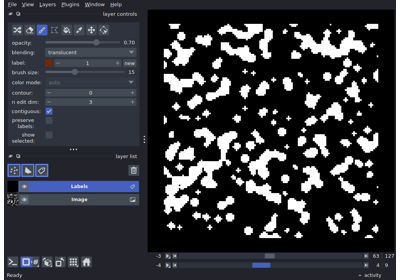 File View Layers Plugins Window Help
layer controls
opacity: 0.70
blending: translucent
label: 1 new
brush size: 15
color mode: auto
contour: 0
n edit dim: 3
contiguous:
preserve
labels:
show
selected:
layer list
Labels
Image
-3 63 127
-4 4 9
Ready activity